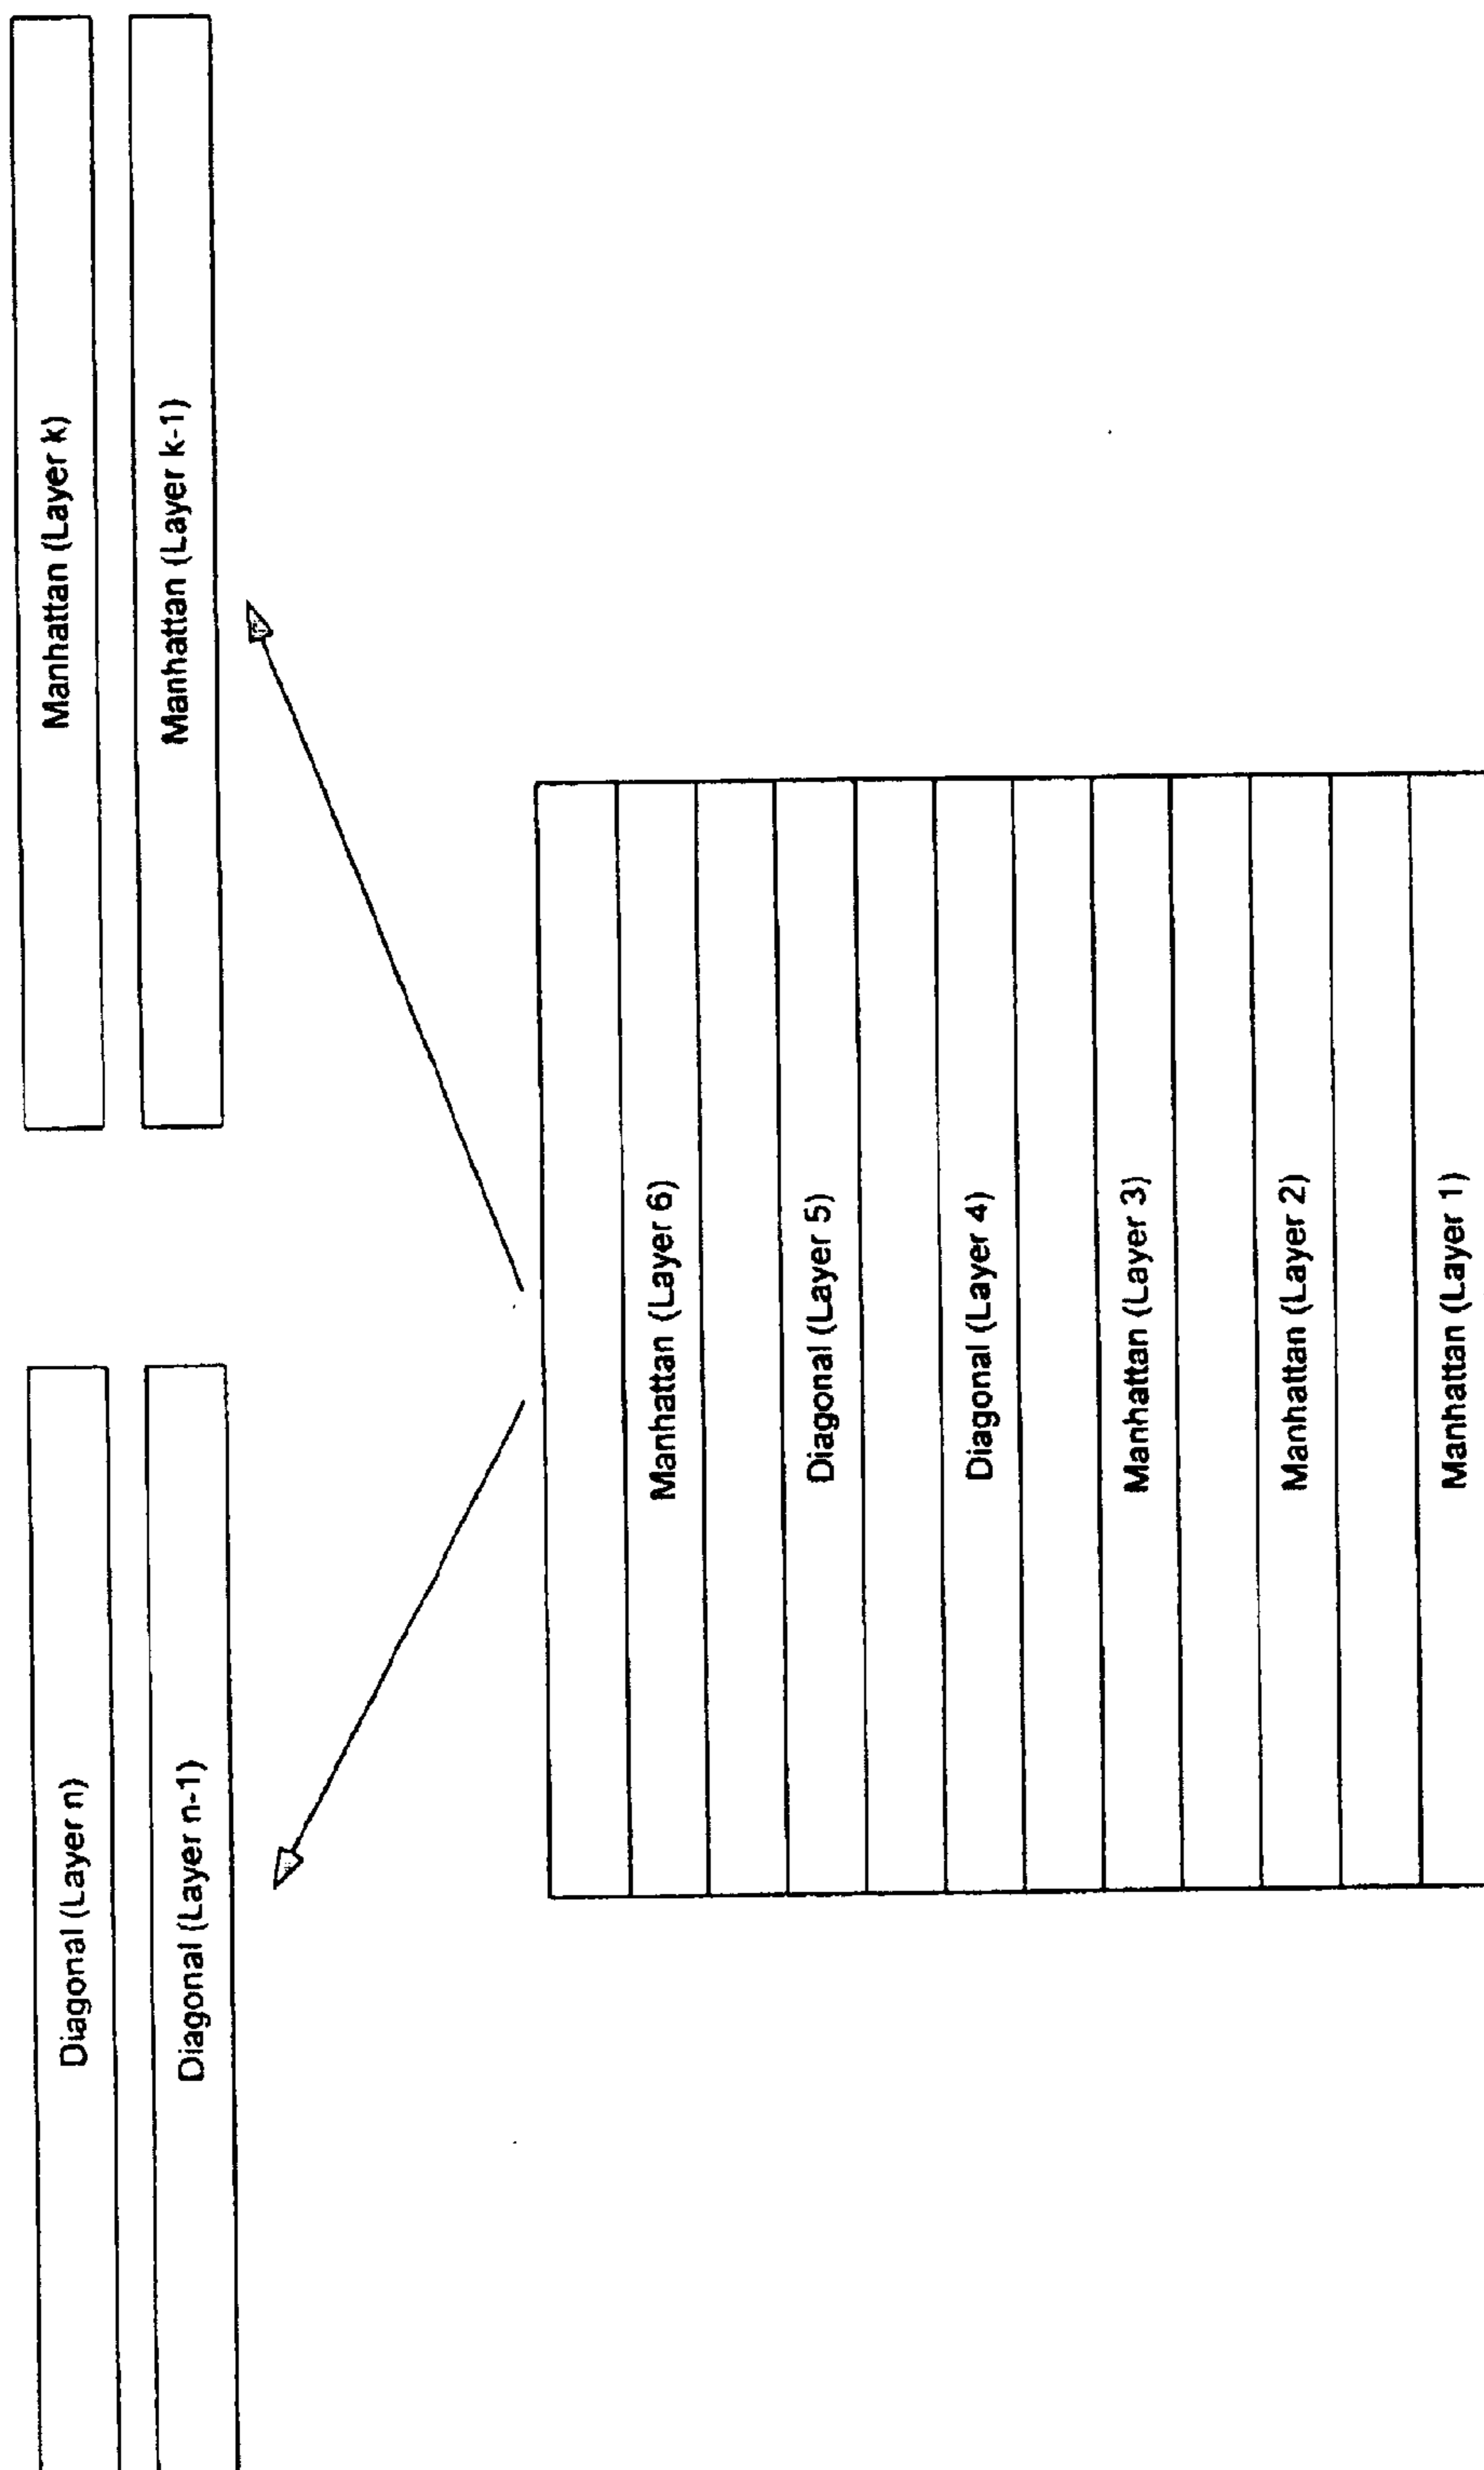 Manhattan (Layer k)
Manhattan (Layer k-1)
Diagonal (Layer n)
Diagonal (Layer n-1)
Manhattan (Layer 6)
Diagonal (Layer 5)
Diagonal (Layer 4)
Manhattan (Layer 3)
Manhattan (Layer 2)
Manhattan (Layer 1)